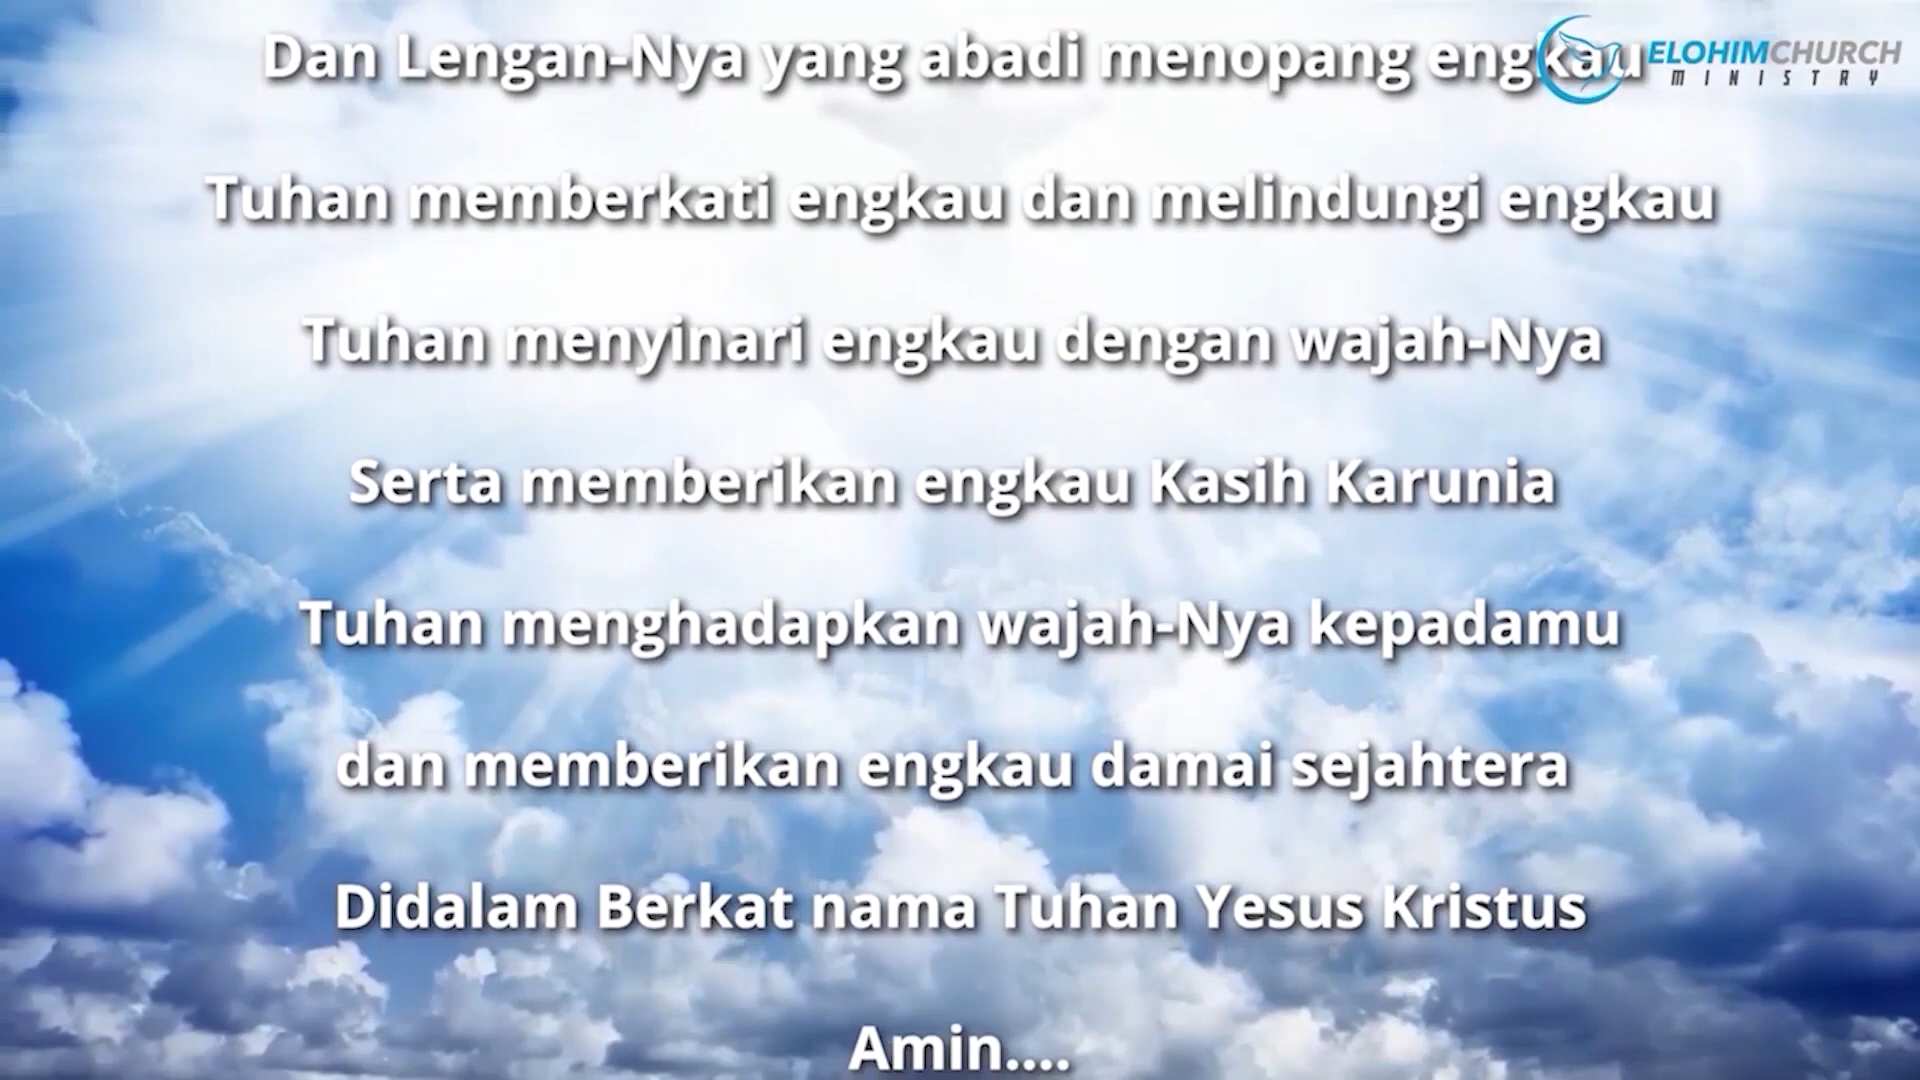 Dan Lengan-Nya yang abadi menopang engkau
ELOHIMCHURCH
MINISTRY
Tuhan memberkati engkau dan melindungi engkau
Tuhan menyinari engkau dengan wajah-Nya
Serta memberikan engkau Kasih Karunia
Tuhan menghadapkan wajah-Nya kepadamu
dan memberikan engkau damai sejahtera
Didalam Berkat nama Tuhan Yesus Kristus
Amin....